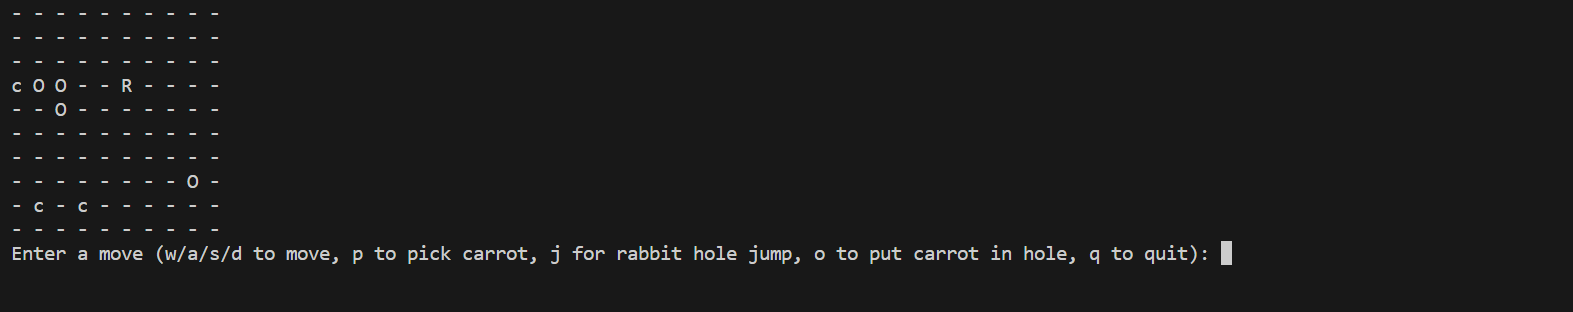 - - - - - - - - - -
- - - - - - - - - -
- - - - - - - - - -
c O O - - R - - - -
- - O - - - - - - -
- - - - - - - - - -
- - - - - - - - - -
- - - - - - - - O -
- c - c - - - - - -
- - - - - - - - - -
Enter a move (w/a/s/d to move, p to pick carrot, j for rabbit hole jump, o to put carrot in hole, q to quit):